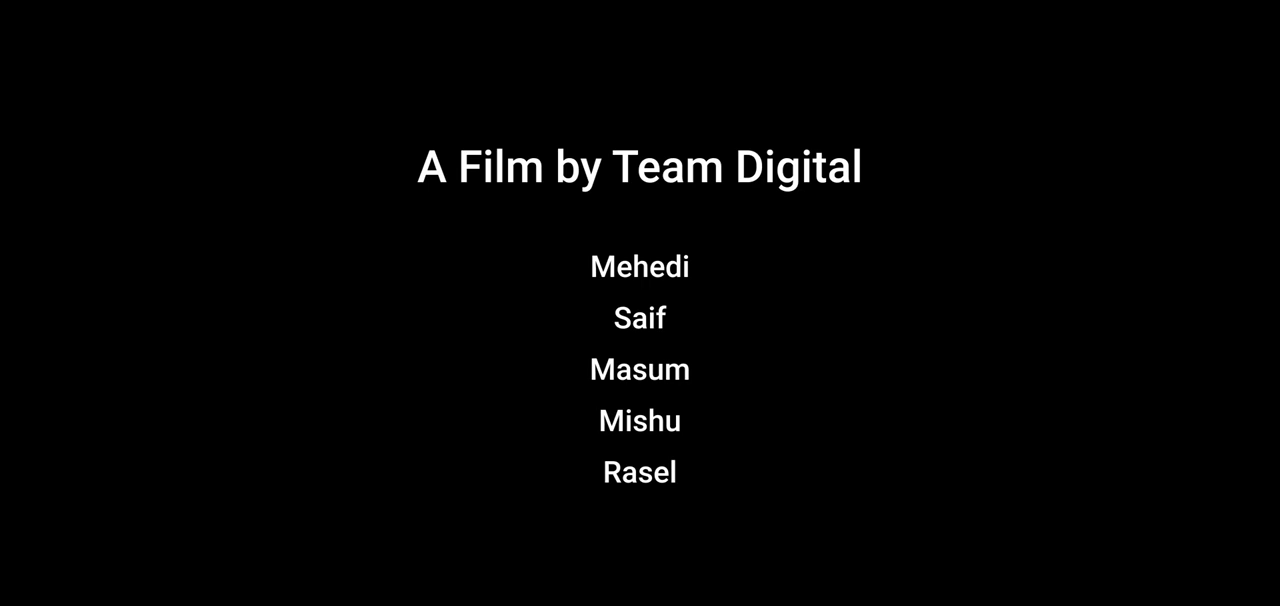 A Film by Team Digital
Mehedi
Saif
Masum
Mishu
Rasel